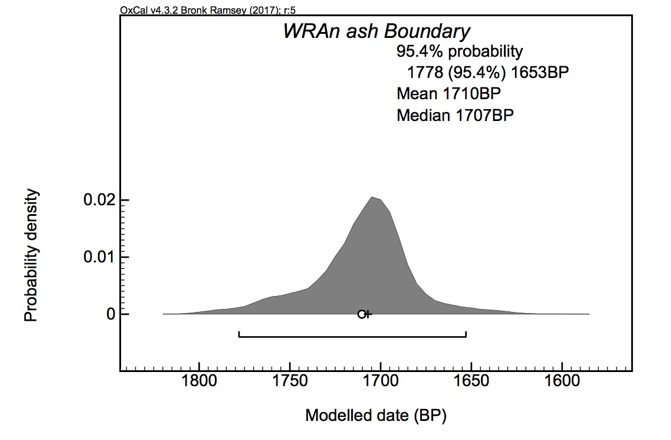 OxCal v4.3.2 Bronk Ramsey (2017); r:5
WRAn ash Boundary
95.4% probability
1778 (95.4%) 1653BP
Mean 1710BP
Median 1707BP
Probability density
0.02
0.01
0
1800 1750 1700 1650 1600
Modelled date (BP)